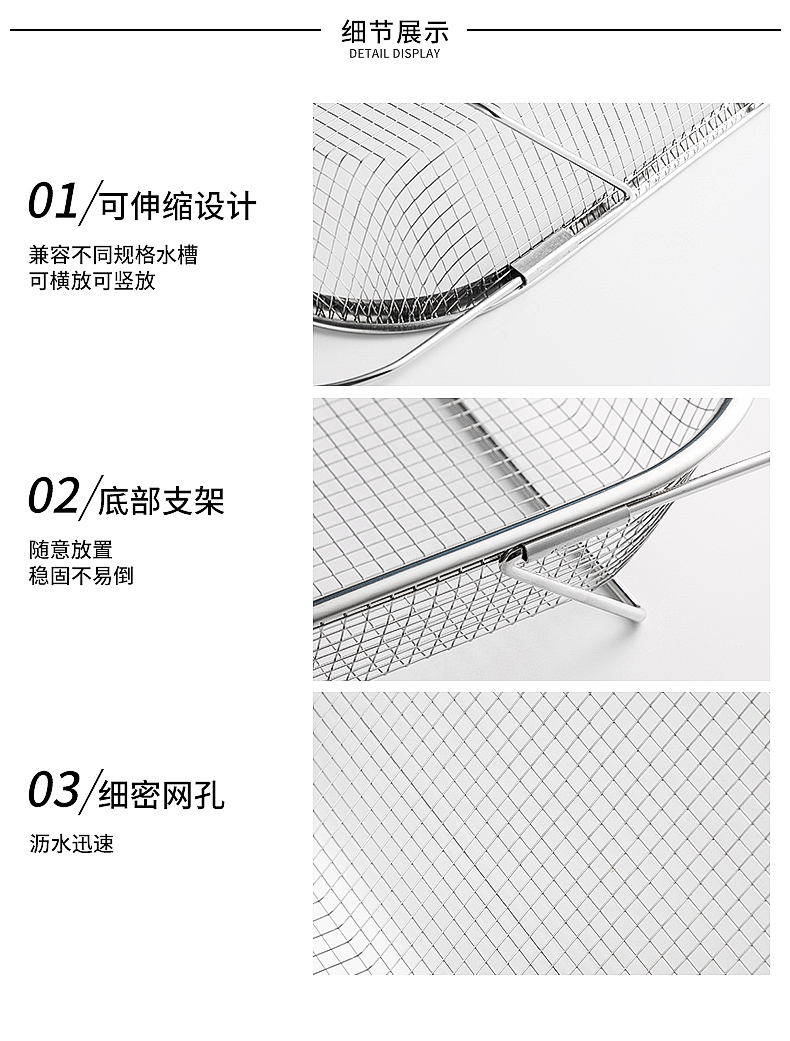 细节展示
DETAIL DISPLAY
01/可伸缩设计
兼容不同规格水槽
可横放可竖放
02/底部支架
随意放置
稳固不易倒
03/细密网孔
沥水迅速